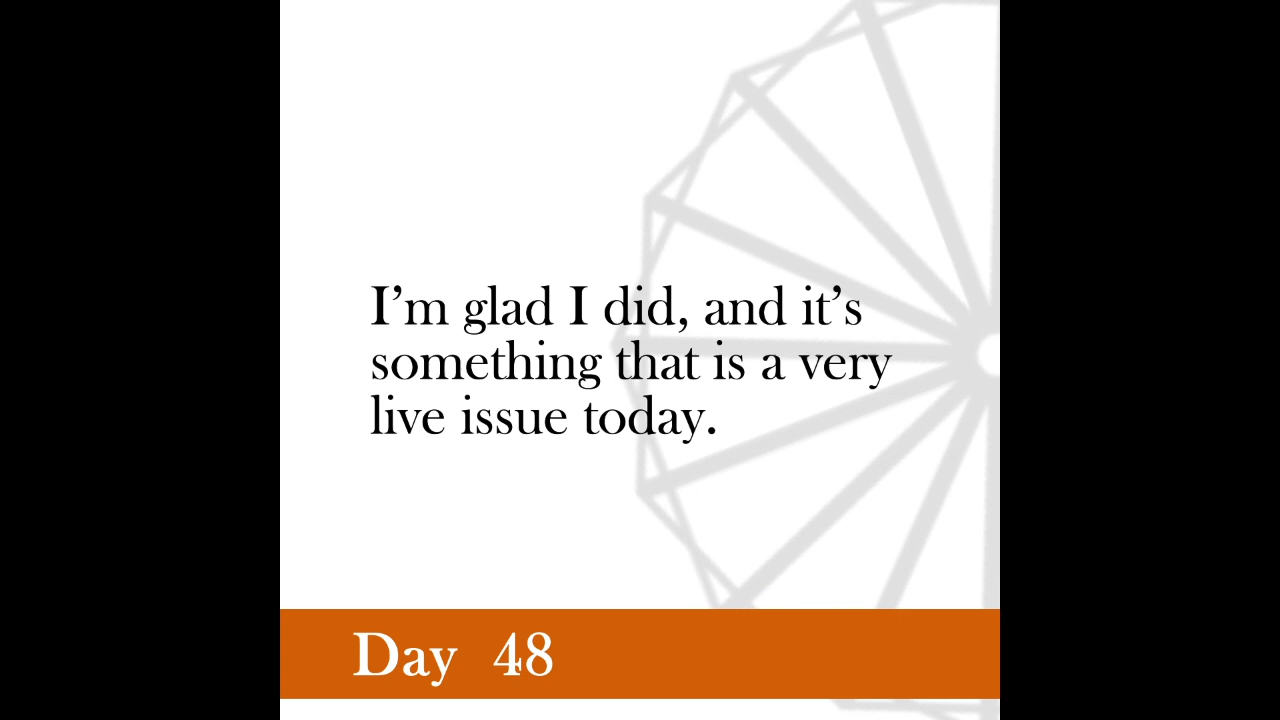 I’m glad I did, and it’s
something that is a very
live issue today.
Day 48